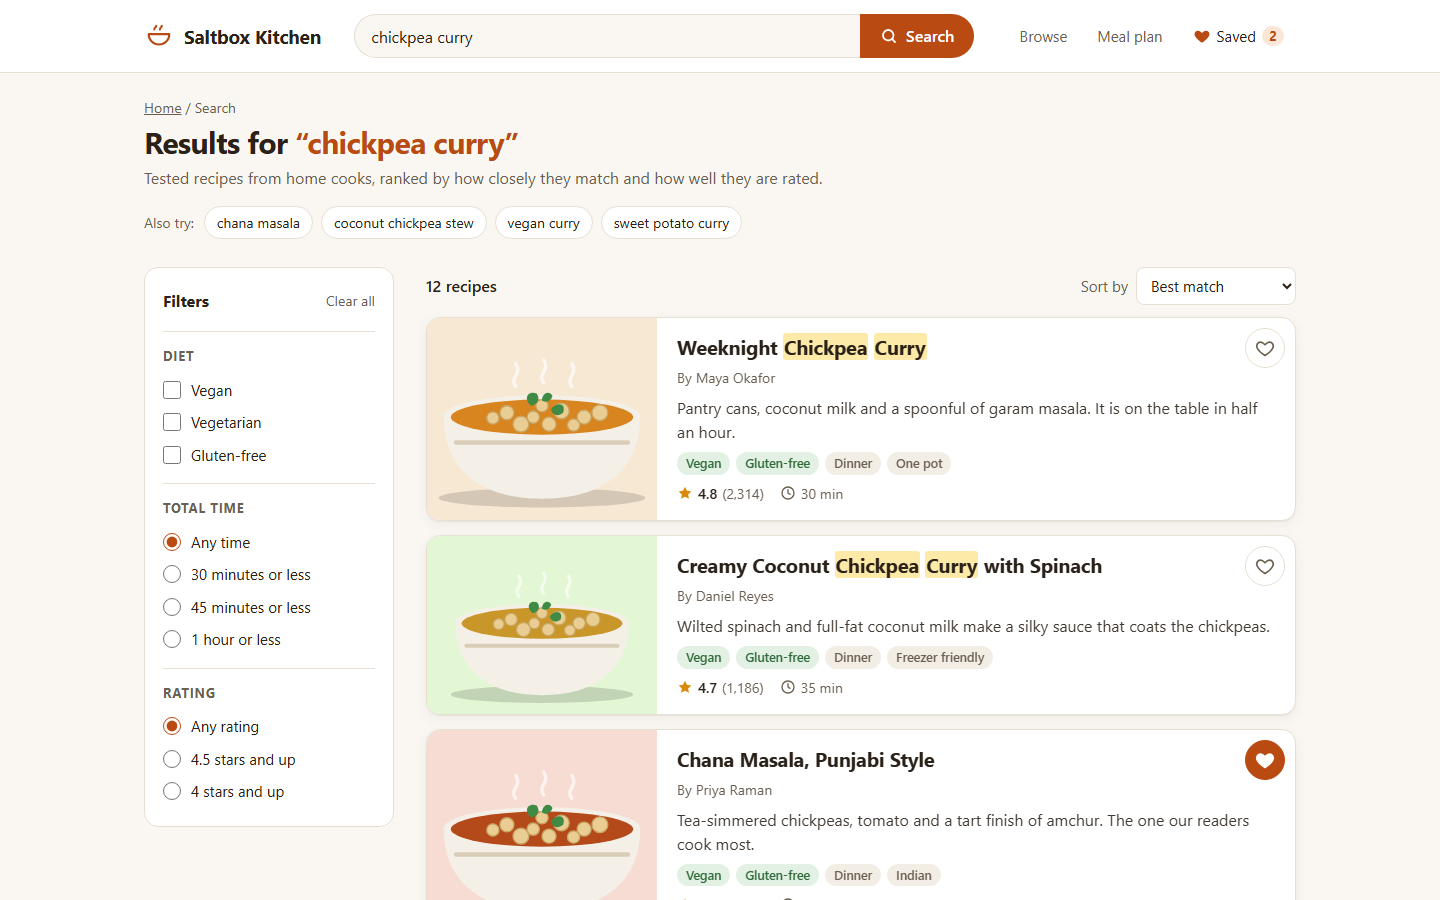 Saltbox Kitchen
chickpea curry
Search
Browse
Meal plan
Saved 2
Home / Search
Results for “chickpea curry”
Tested recipes from home cooks, ranked by how closely they match and how well they are rated.
Also try: chana masala coconut chickpea stew vegan curry sweet potato curry
Filters Clear all
DIET
Vegan
Vegetarian
Gluten-free
TOTAL TIME
Any time
30 minutes or less
45 minutes or less
1 hour or less
RATING
Any rating
4.5 stars and up
4 stars and up
12 recipes
Sort by Best match
Weeknight Chickpea Curry
By Maya Okafor
Pantry cans, coconut milk and a spoonful of garam masala. It is on the table in half
an hour.
Vegan Gluten-free Dinner One pot
4.8 (2,314) 30 min
Creamy Coconut Chickpea Curry with Spinach
By Daniel Reyes
Wilted spinach and full-fat coconut milk make a silky sauce that coats the chickpeas.
Vegan Gluten-free Dinner Freezer friendly
4.7 (1,186) 35 min
Chana Masala, Punjabi Style
By Priya Raman
Tea-simmered chickpeas, tomato and a tart finish of amchur. The one our readers
cook most.
Vegan Gluten-free Dinner Indian